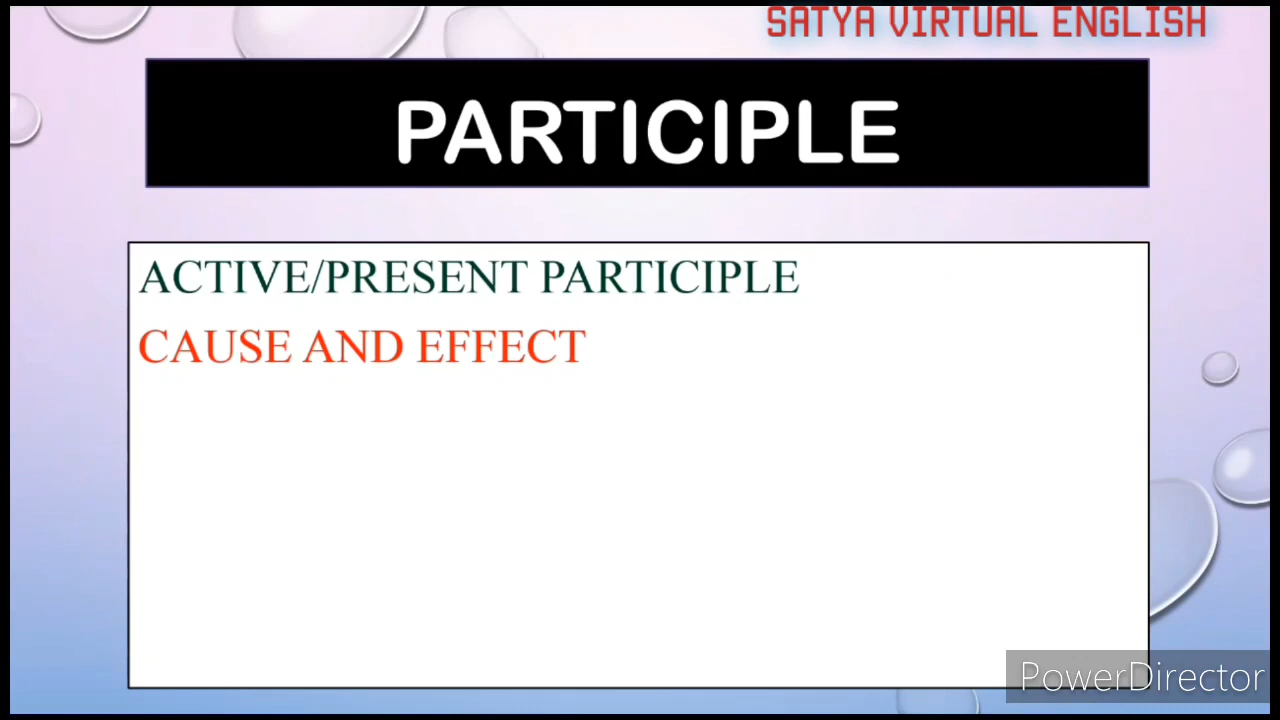 SATYA VIRTUAL ENGLISH
PARTICIPLE
ACTIVE/PRESENT PARTICIPLE
CAUSE AND EFFECT
PowerDirector